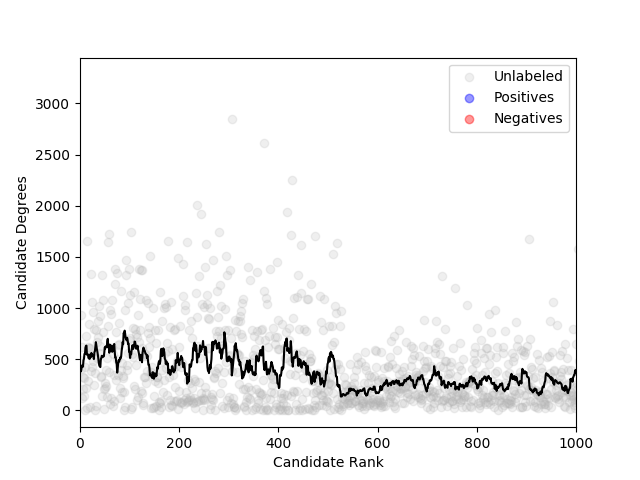 Unlabeled
Positives
Negatives
3000
2500
2000
1500
1000
500
0
Candidate Degrees
0 200 400 600 800 1000
Candidate Rank